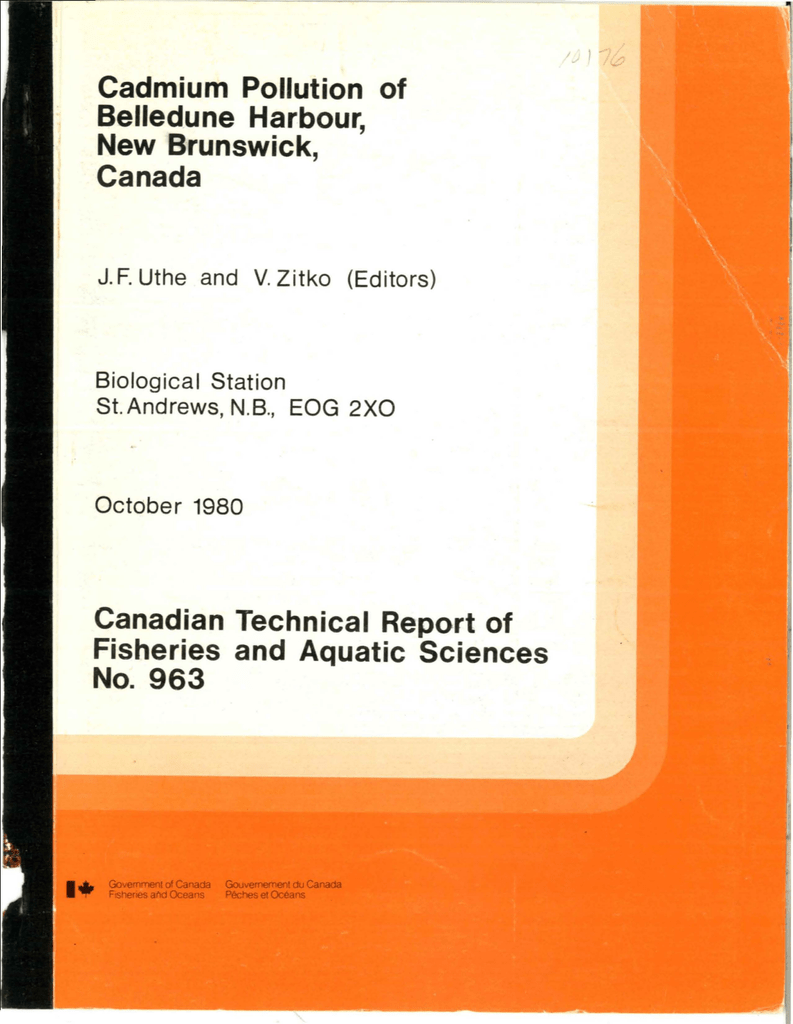 10176
Cadmium Pollution of
Belledune Harbour,
New Brunswick,
Canada
J.F. Uthe and V. Zitko (Editors)
Biological Station
St. Andrews, N.B., EOG 2XO
October 1980
Canadian Technical Report of
Fisheries and Aquatic Sciences
No. 963
Government of Canada
Fisheries and Oceans
Gouvernement du Canada
Pêches et Océans